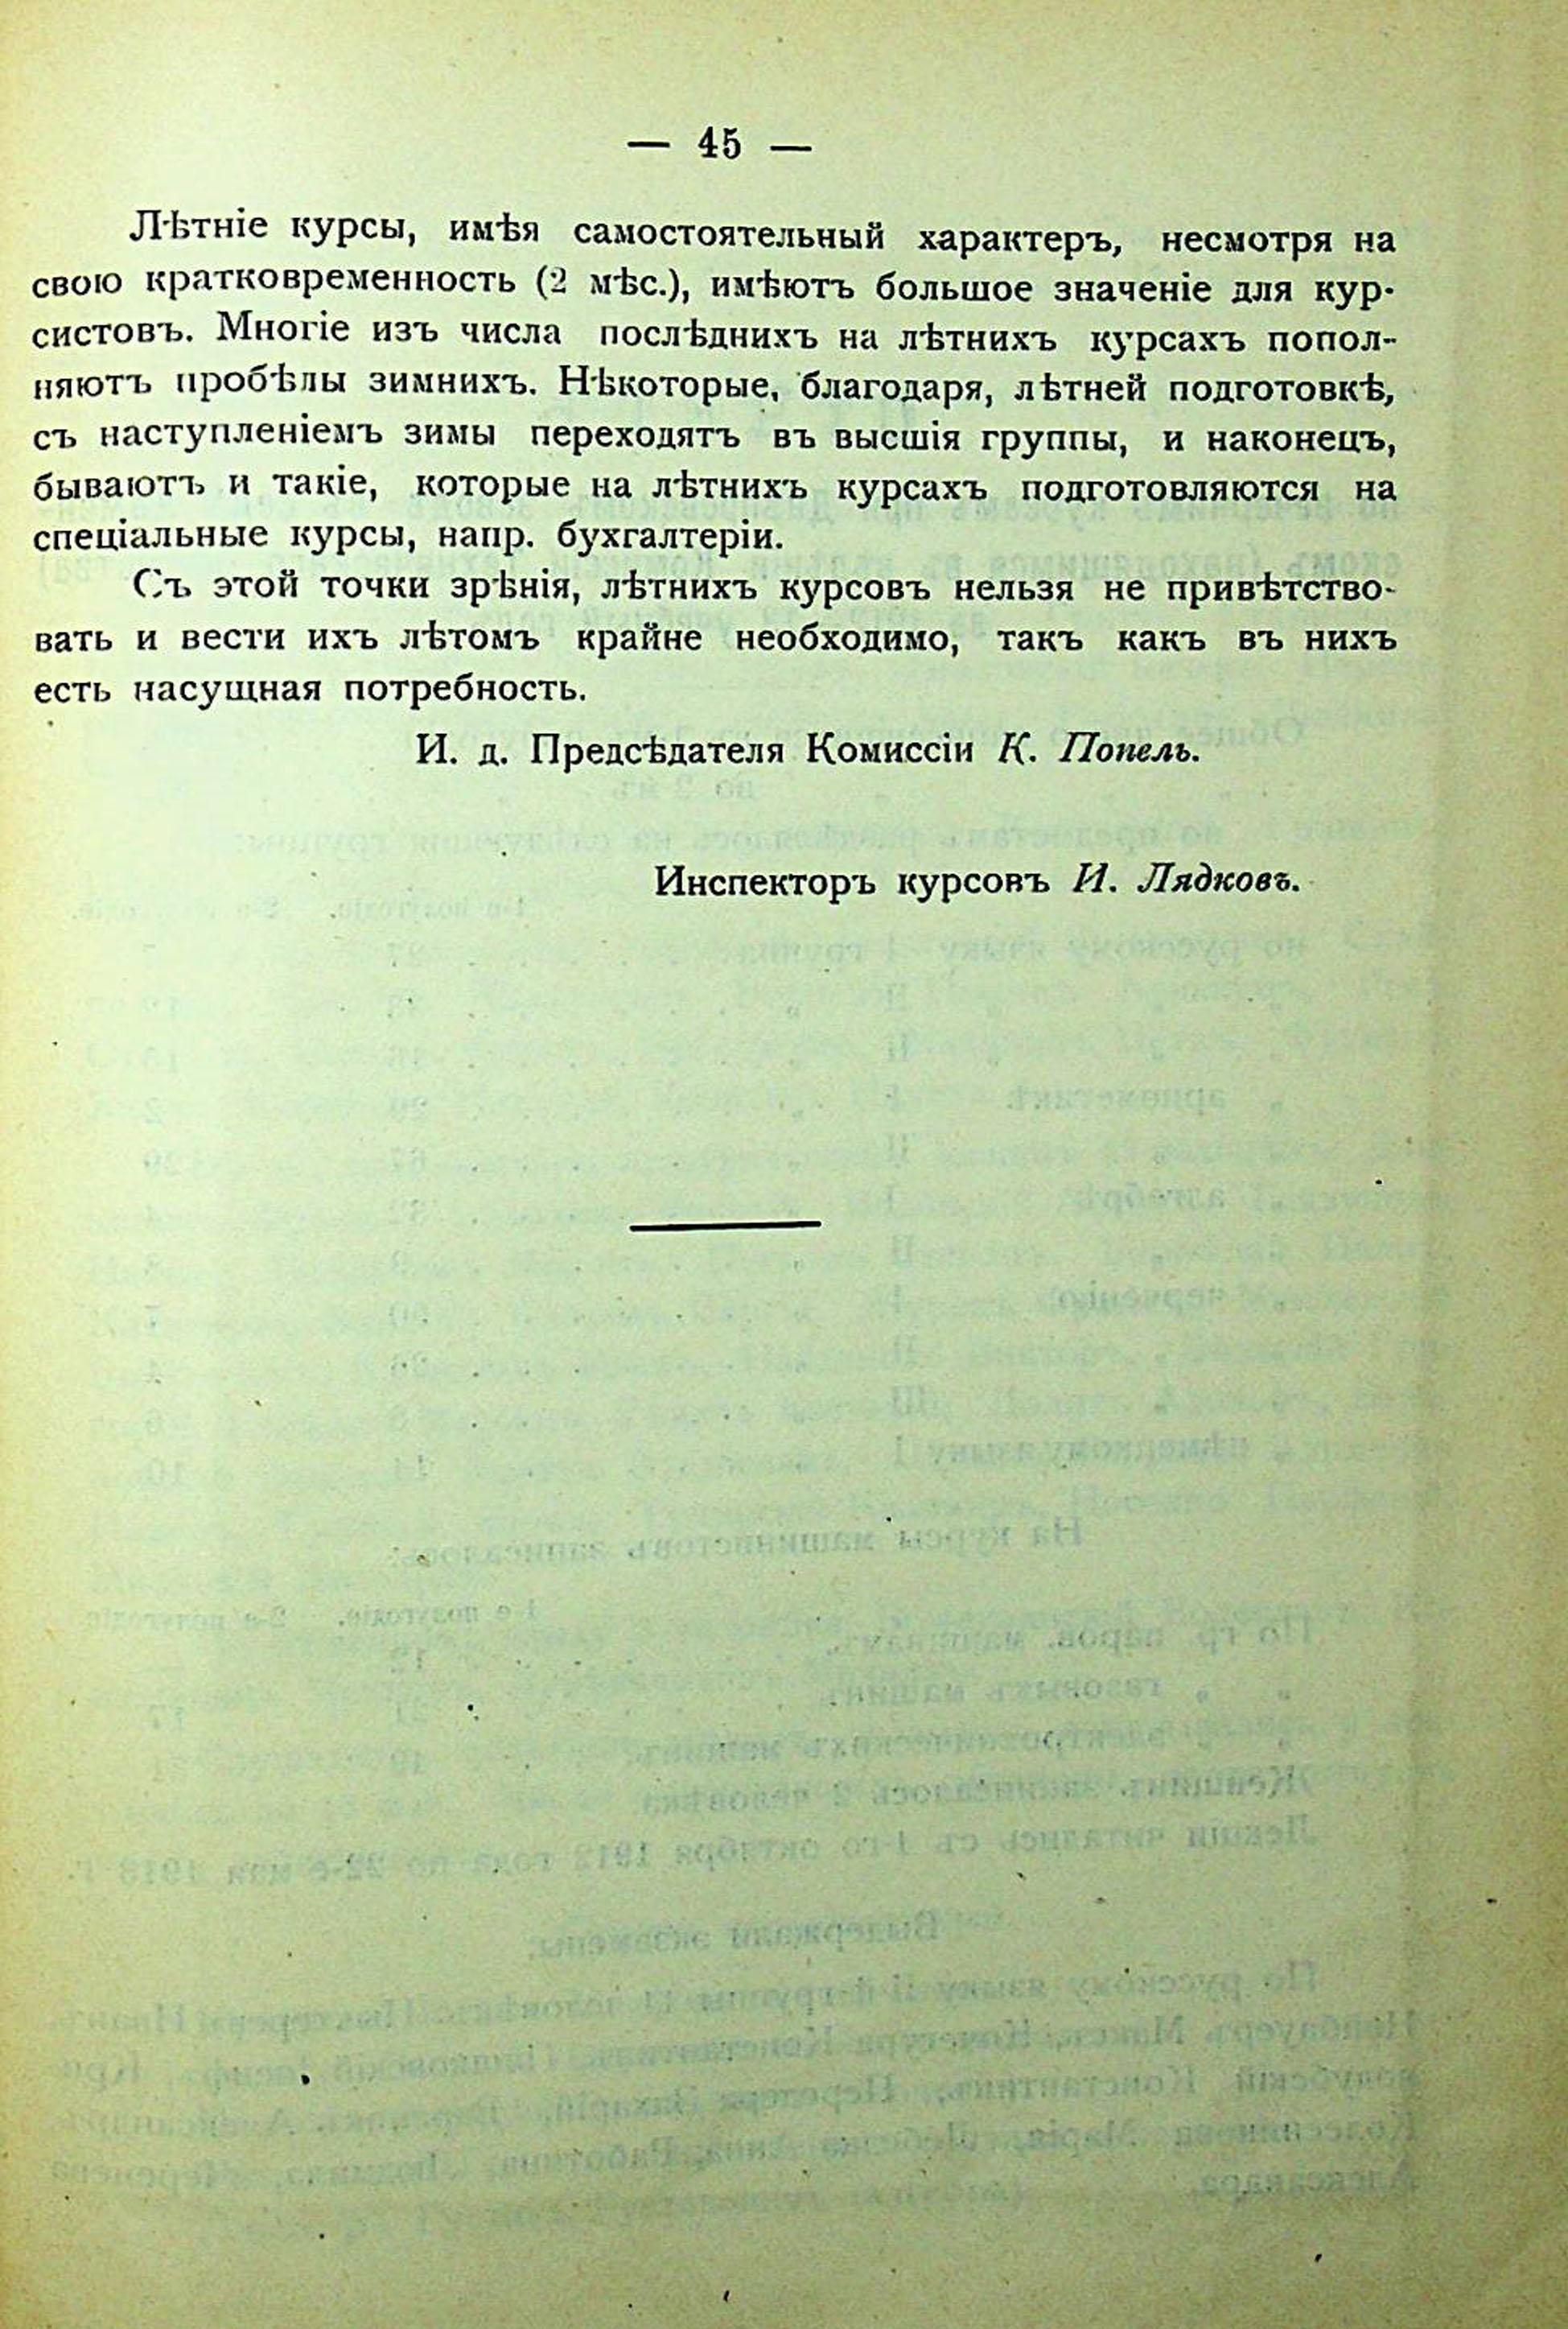 — 45 —
Лѣтніе курсы, имѣя самостоятельный характеръ, несмотря на
свою кратковременность (2 мѣс.), имѣютъ большое значеніе для кур-
систовъ. Многіе изъ числа послѣднихъ на лѣтнихъ курсахъ попол-
няютъ пробѣлы зимнихъ. Нѣкоторые, благодаря, лѣтней подготовкѣ,
съ наступленіемъ зимы переходятъ въ высшія группы, и наконецъ,
бываютъ и такіе, которые на лѣтнихъ курсахъ подготовляются на
спеціальные курсы, напр. бухгалтеріи.
Съ этой точки зрѣнія, лѣтнихъ курсовъ нельзя не привѣтство-
вать и вести ихъ лѣтомъ крайне необходимо, такъ какъ въ нихъ
есть насущная потребность.
И. д. Предсѣдателя Комиссіи К. Попель.
Инспекторъ курсовъ И. Лядковъ.